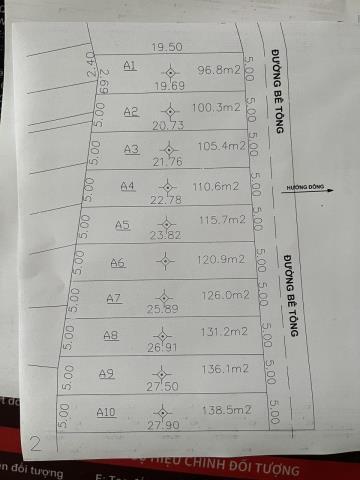 19.50
2.40
2.69
A1
96.8m2
5.00
19.69
5.00
A2
100.3m2
5.00
20.73
5.00
A3
105.4m2
5.00
21.76
5.00
A4
110.6m2
5.00
22.78
5.00
A5
115.7m2
5.00
23.82
5.00
A6
120.9m2
5.00
5.00
A7
126.0m2
5.00
25.89
5.00
A8
131.2m2
5.00
26.91
5.00
A9
136.1m2
5.00
27.50
5.00
A10
138.5m2
5.00
27.90
ĐƯỜNG BÊ TÔNG
HƯỚNG ĐÔNG
ĐƯỜNG BÊ TÔNG
2
HIỆU CHỈNH ĐỐI TƯỢNG
đối tượng